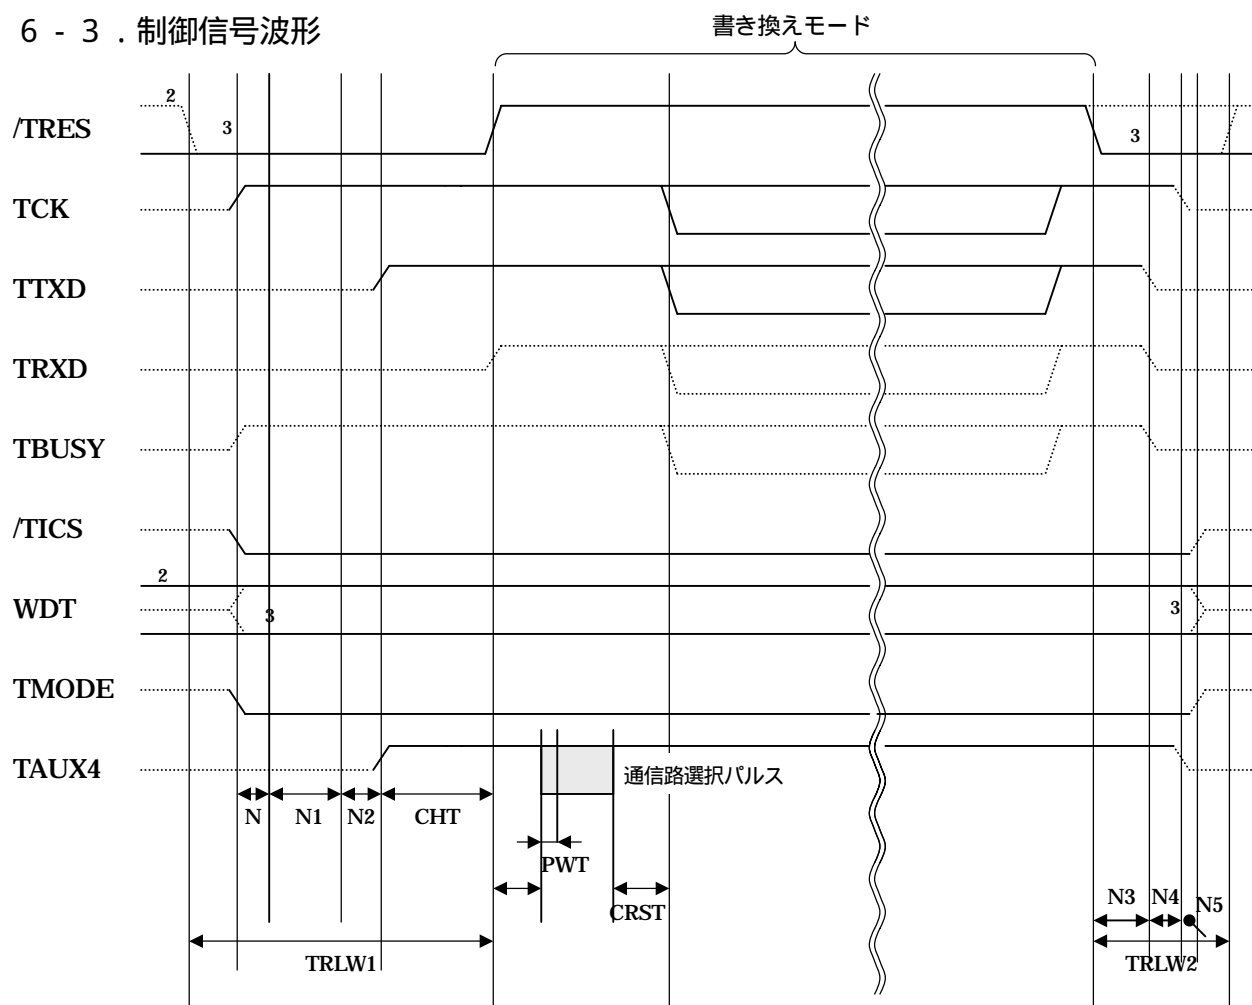 6-3.制御信号波形
書き換えモード
2
/TRES
3
3
TCK
TTXD
TRXD
TBUSY
/TICS
2
WDT
3
3
TMODE
TAUX4
通信路選択パルス
N
N1
N2
CHT
PWT
CRST
N3
N4
N5
TRLW1
TRLW2